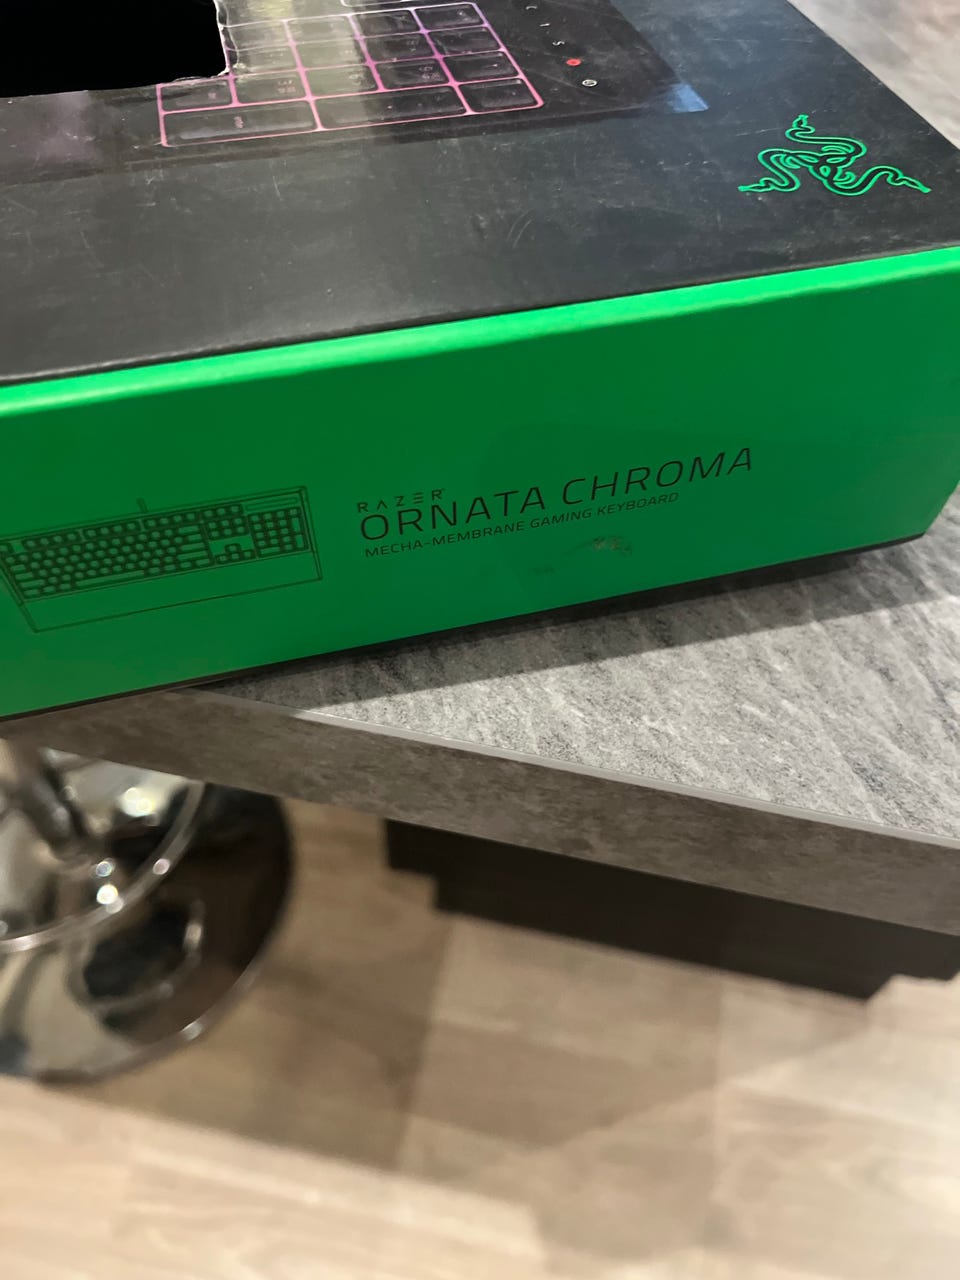 RAZER
ORNATA CHROMA
MECHA-MEMBRANE GAMING KEYBOARD